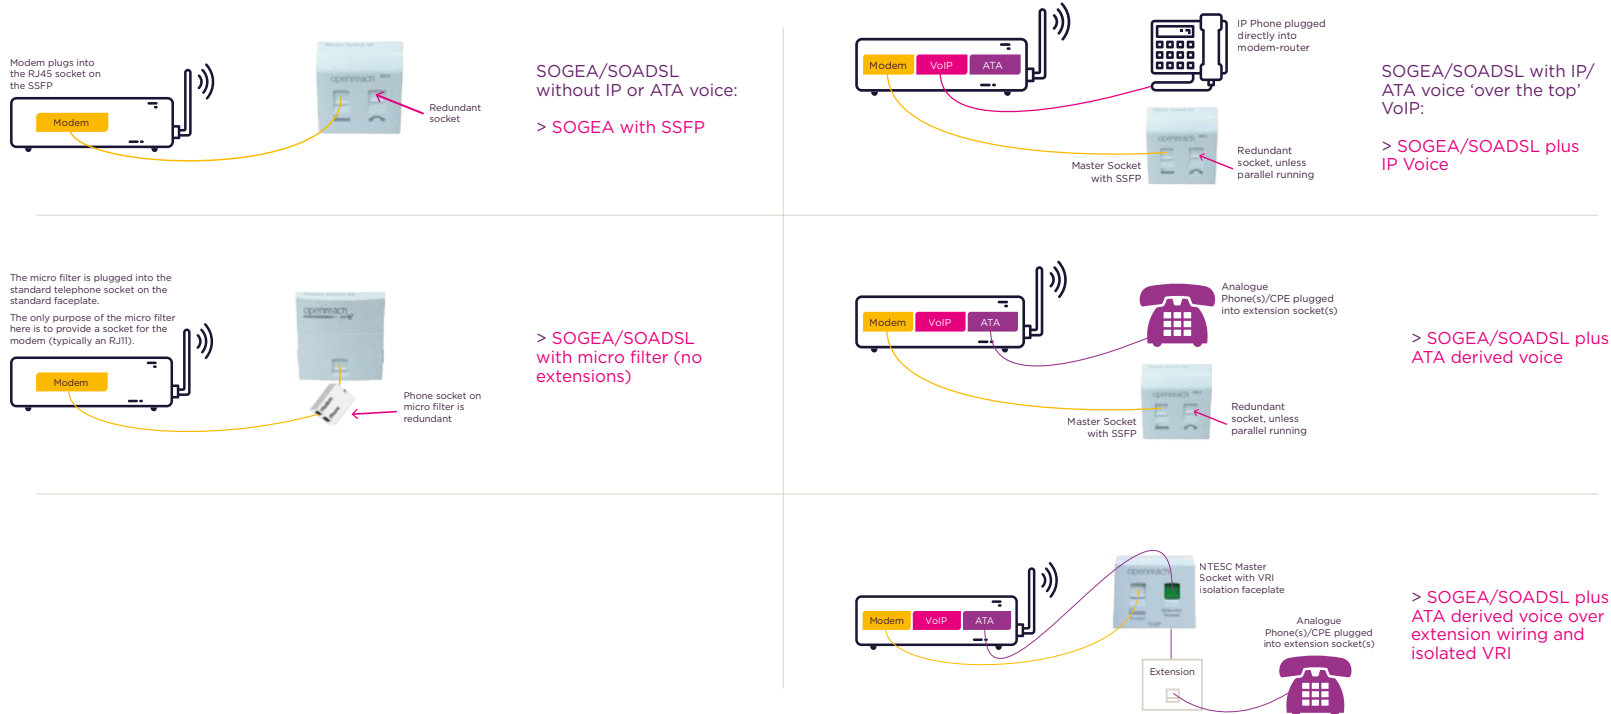 Modem plugs into
the RJ45 socket on
the SSFP
Modem
openreach
Redundant
socket
SOGEA/SOADSL
without IP or ATA voice:
> SOGEA with SSFP
Modem
VoIP
ATA
IP Phone plugged
directly into
modem-router
Master Socket
with SSFP
Redundant
socket, unless
parallel running
SOGEA/SOADSL with IP/
ATA voice ‘over the top’
VoIP:
> SOGEA/SOADSL plus
IP Voice
The micro filter is plugged into the
standard telephone socket on the
standard faceplate.
The only purpose of the micro filter
here is to provide a socket for the
modem (typically an RJ11).
Modem
openreach
Modem
Phone
Phone socket on
micro filter is
redundant
> SOGEA/SOADSL
with micro filter (no
extensions)
Modem
VoIP
ATA
Analogue
Phone(s)/CPE plugged
into extension socket(s)
openreach
Master Socket
with SSFP
Redundant
socket, unless
parallel running
> SOGEA/SOADSL plus
ATA derived voice
Modem
VoIP
ATA
openreach
VoIP
NTE5C Master
Socket with VRI
isolation faceplate
Extension
Analogue
Phone(s)/CPE plugged
into extension socket(s)
> SOGEA/SOADSL plus
ATA derived voice over
extension wiring and
isolated VRI